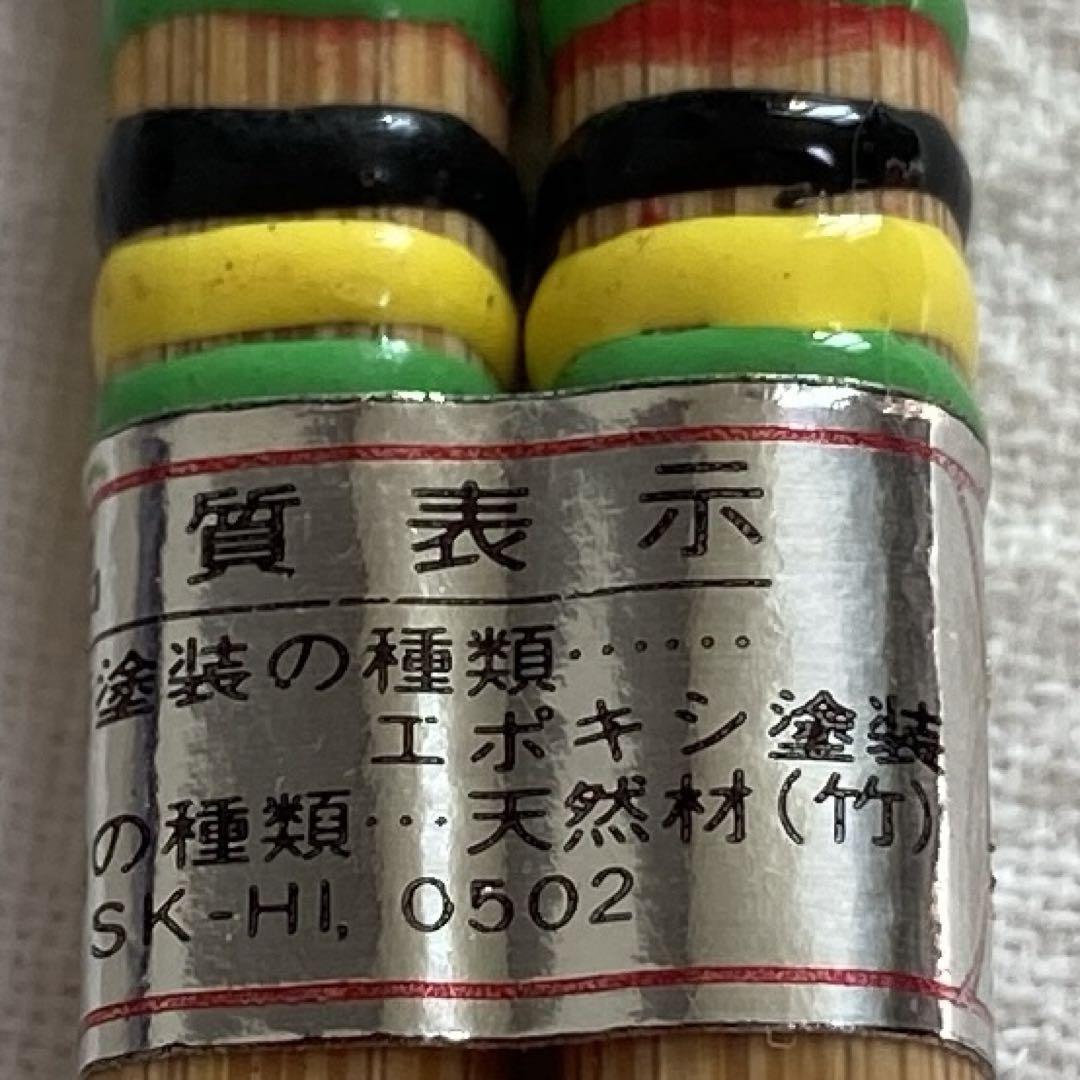 質表示
塗装の種類……
エポキシ塗装
の種類…天然材(竹)
SK-HI, 0502